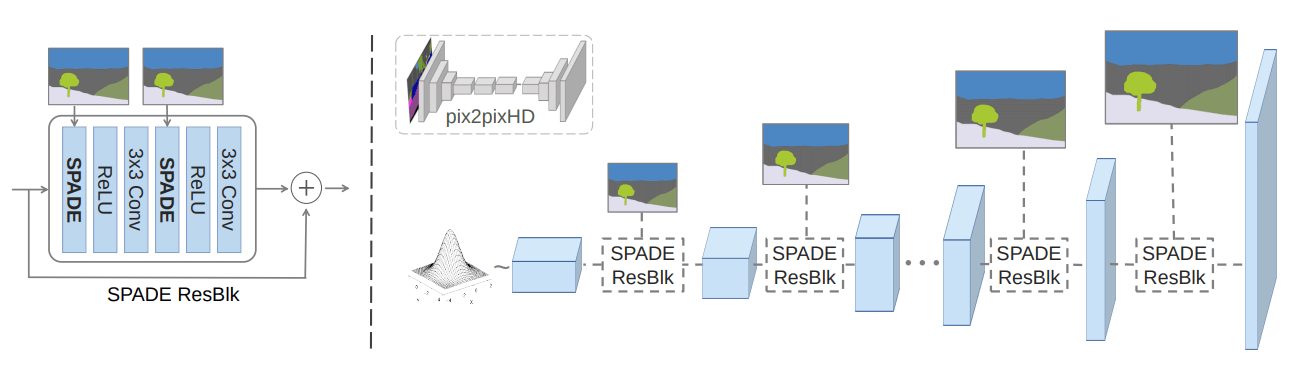 SPADE
ReLU
3x3 Conv
SPADE
ReLU
3x3 Conv
+
SPADE ResBlk
pix2pixHD
~
SPADE
ResBlk
SPADE
ResBlk
SPADE
ResBlk
SPADE
ResBlk